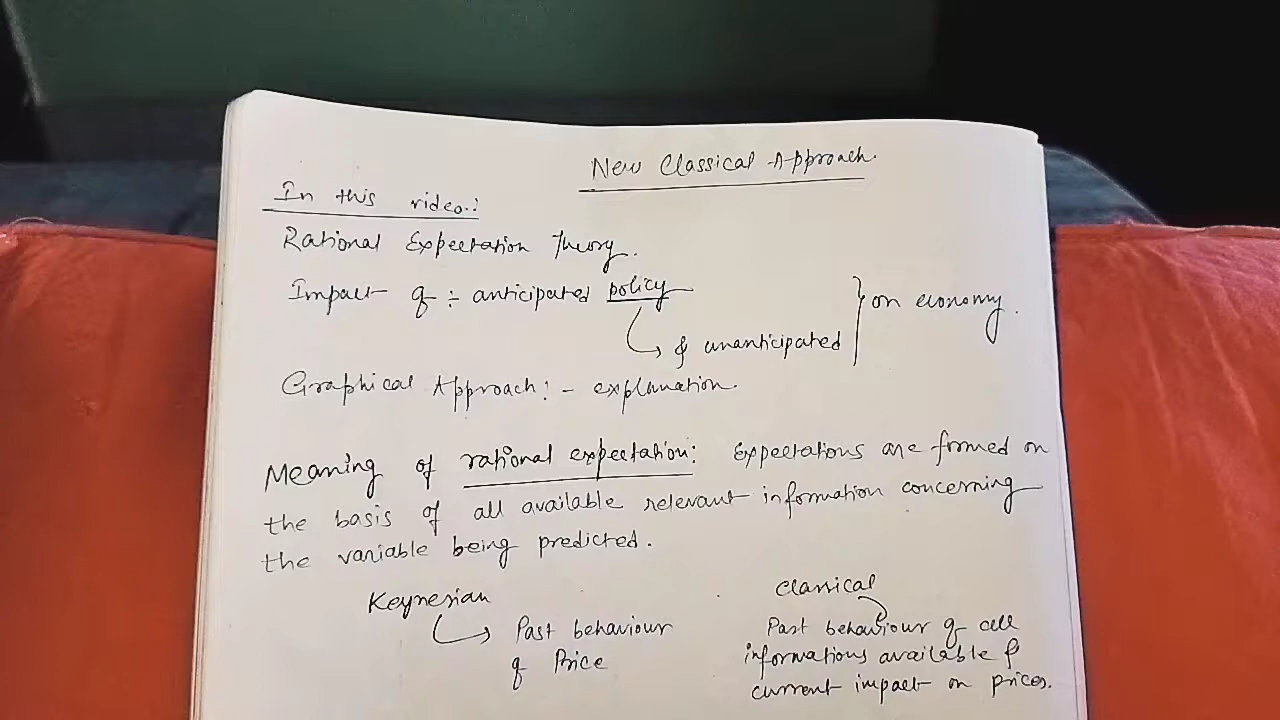 New Classical Approach.
In this video.:
Rational Expectation Theory.
Impact of ÷ anticipated policy
& unanticipated
} on economy.
Graphical Approach: - explanation.
Meaning of rational expectation: Expectations are formed on
the basis of all available relevant information concerning
the variable being predicted.
Keynesian
Past behaviour
of Price
Classical
Past behaviour of all
informations available &
current impact on prices.